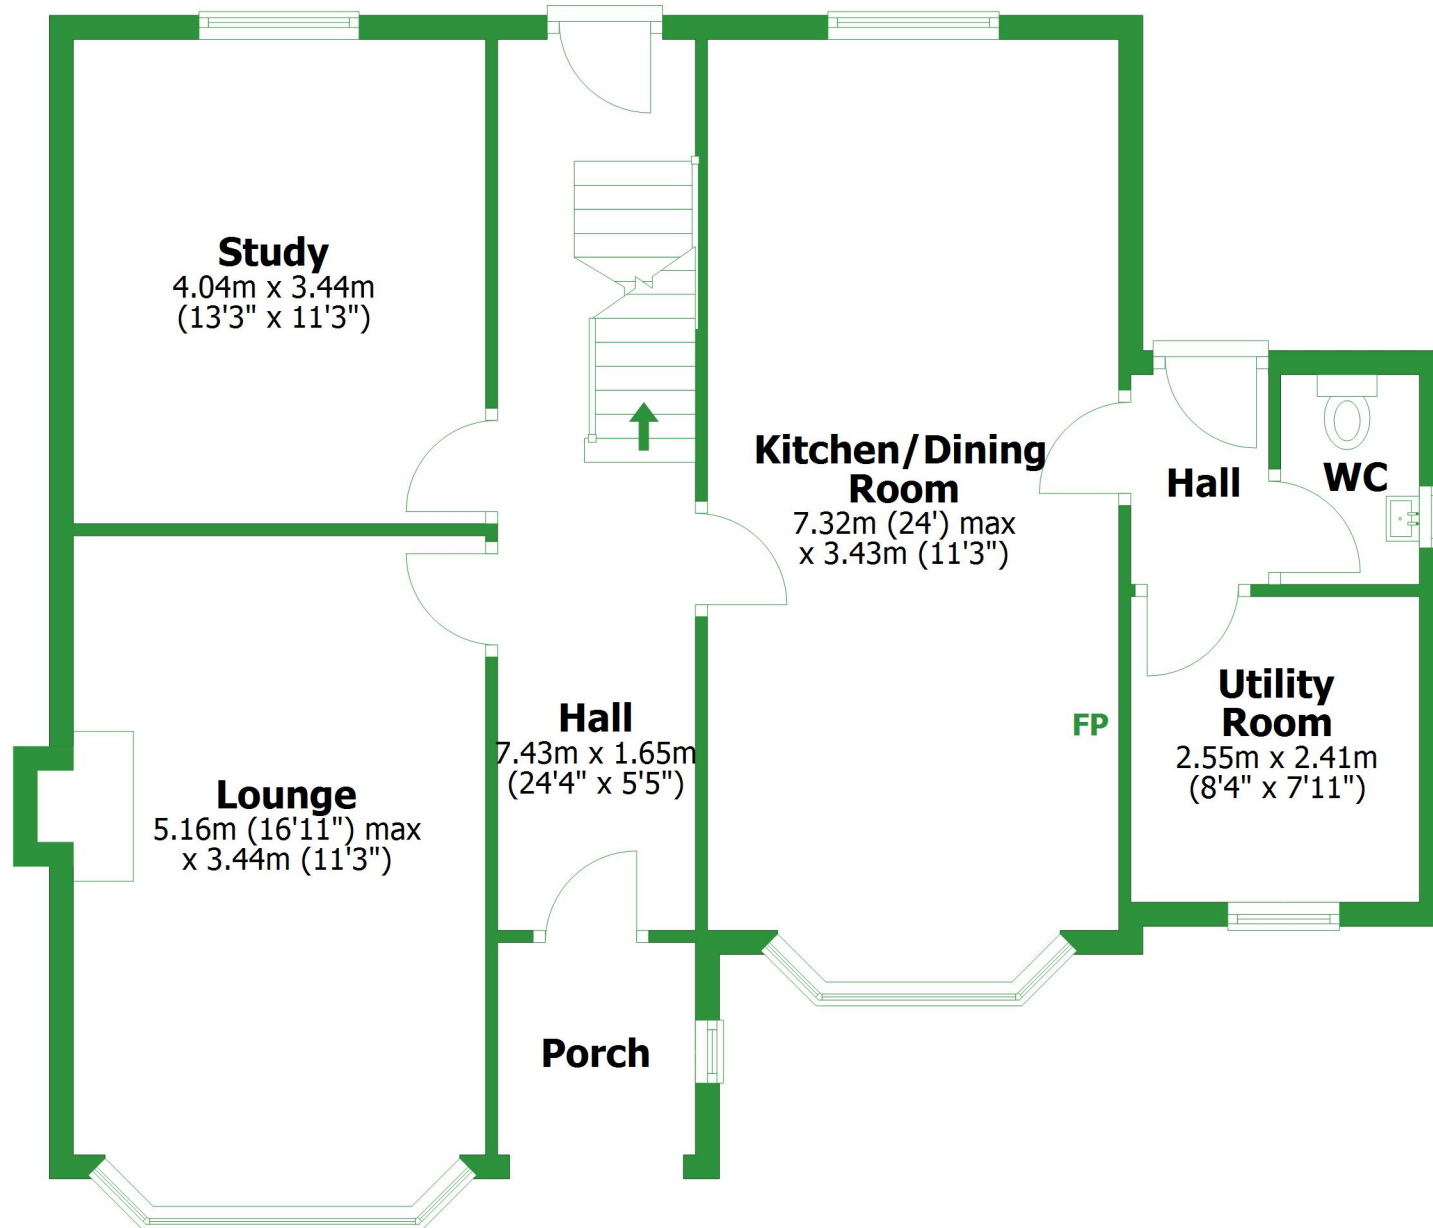 Study
4.04m x 3.44m
(13'3" x 11'3")
Kitchen/Dining
Room
7.32m (24') max
x 3.43m (11'3")
Hall
WC
Lounge
5.16m (16'11") max
x 3.44m (11'3")
Hall
7.43m x 1.65m
(24'4" x 5'5")
FP
Utility
Room
2.55m x 2.41m
(8'4" x 7'11")
Porch